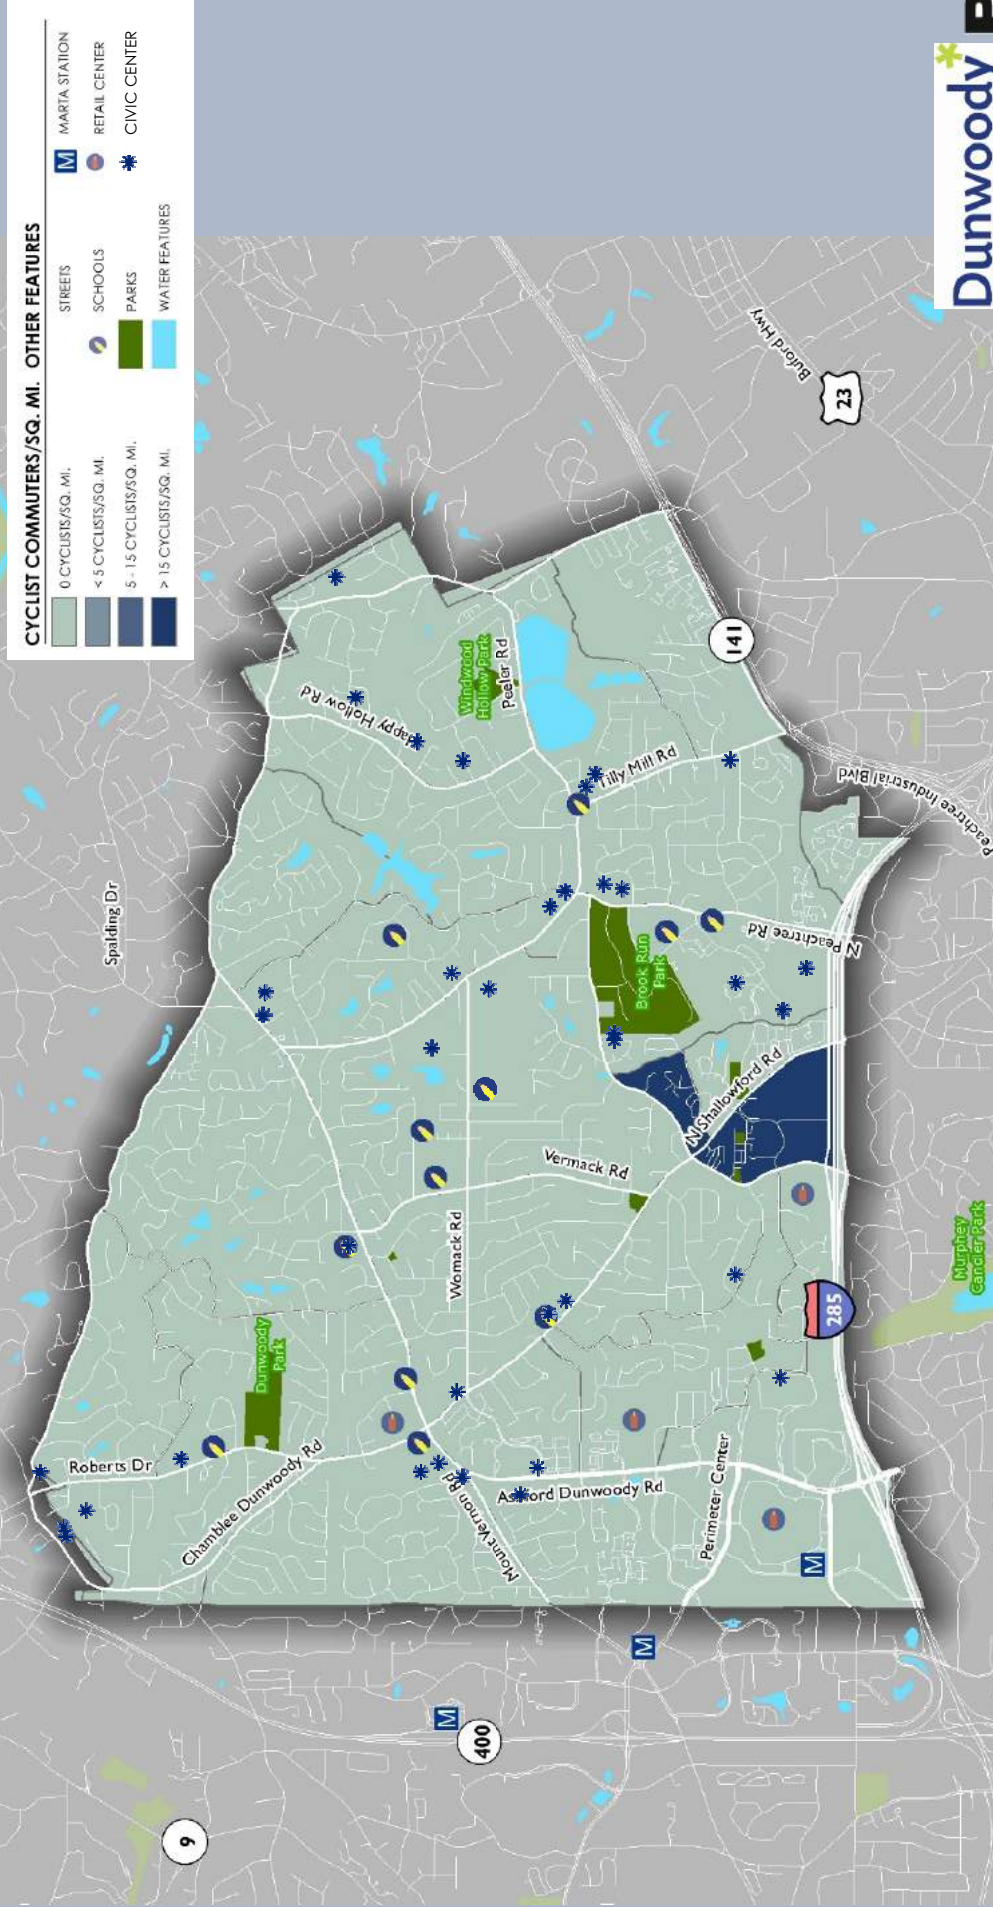 CYCLIST COMMUTERS/SQ. MI.
0 CYCLISTS/SQ. MI.
< 5 CYCLISTS/SQ. MI.
5 - 15 CYCLISTS/SQ. MI.
> 15 CYCLISTS/SQ. MI.
OTHER FEATURES
STREETS
SCHOOLS
PARKS
WATER FEATURES
M MARTA STATION
RETAIL CENTER
CIVIC CENTER
9
400
M
M
M
Roberts Dr
Chamblee Dunwoody Rd
Dunwoody
Park
Mount Vernon Rd
Ashford Dunwoody Rd
Perimeter Center
Womack Rd
Vermack Rd
N Shallowford Rd
285
Murphey
Candler Park
Spalding Dr
Brook Run
Park
N Peachtree Rd
Happy Hollow Rd
Windwood
Hollow Park
Peeler Rd
Tilly Mill Rd
141
Peachtree Industrial Blvd
Buford Hwy
23
Dunwoody